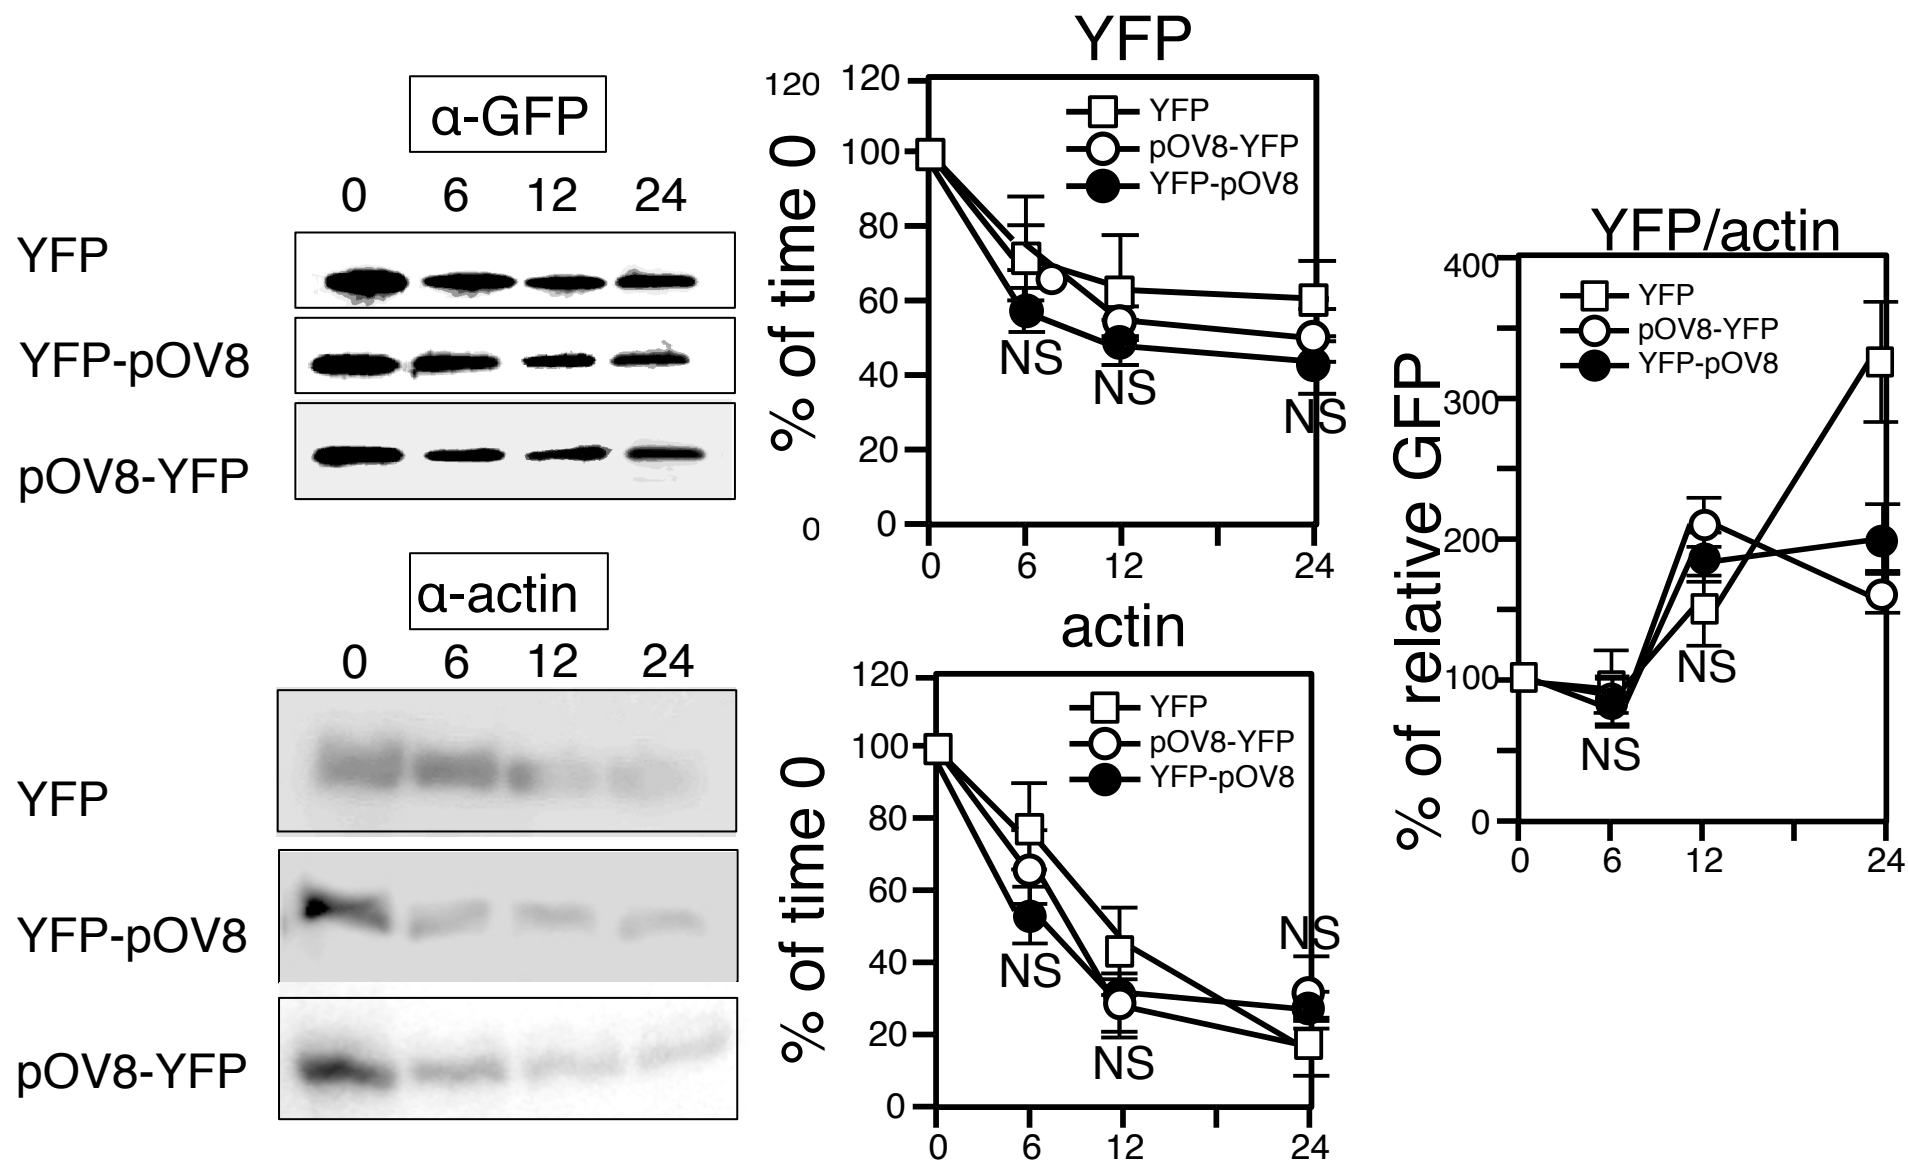 α-GFP
0 6 12 24
YFP
YFP-pOV8
pOV8-YFP
α-actin
0 6 12 24
YFP
YFP-pOV8
pOV8-YFP
YFP
120
0
% of time 0
120
100
80
60
40
20
0
YFP
pOV8-YFP
YFP-pOV8
NS
NS
NS
0 6 12 24
actin
% of time 0
120
100
80
60
40
20
0
YFP
pOV8-YFP
YFP-pOV8
NS
NS
NS
0 6 12 24
YFP/actin
% of relative GFP
400
300
200
100
0
YFP
pOV8-YFP
YFP-pOV8
NS
NS
0 6 12 24